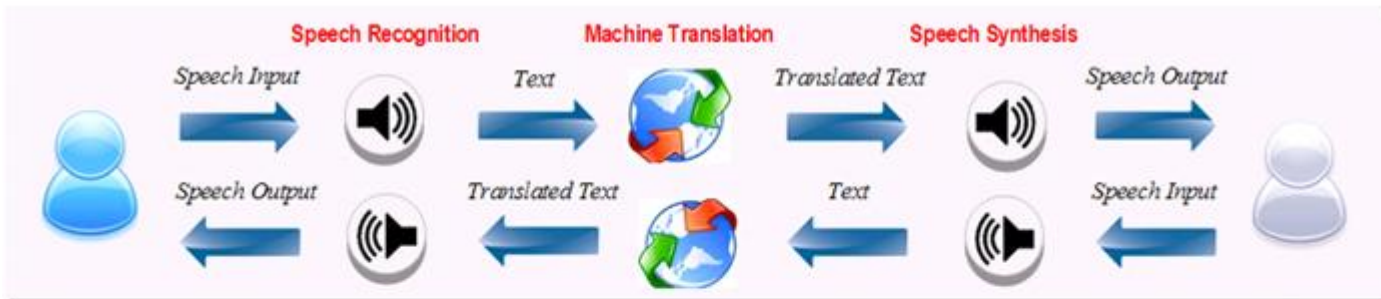 Speech Recognition Machine Translation Speech Synthesis
Speech Input Text Translated Text Speech Output
Speech Output Translated Text Text Speech Input